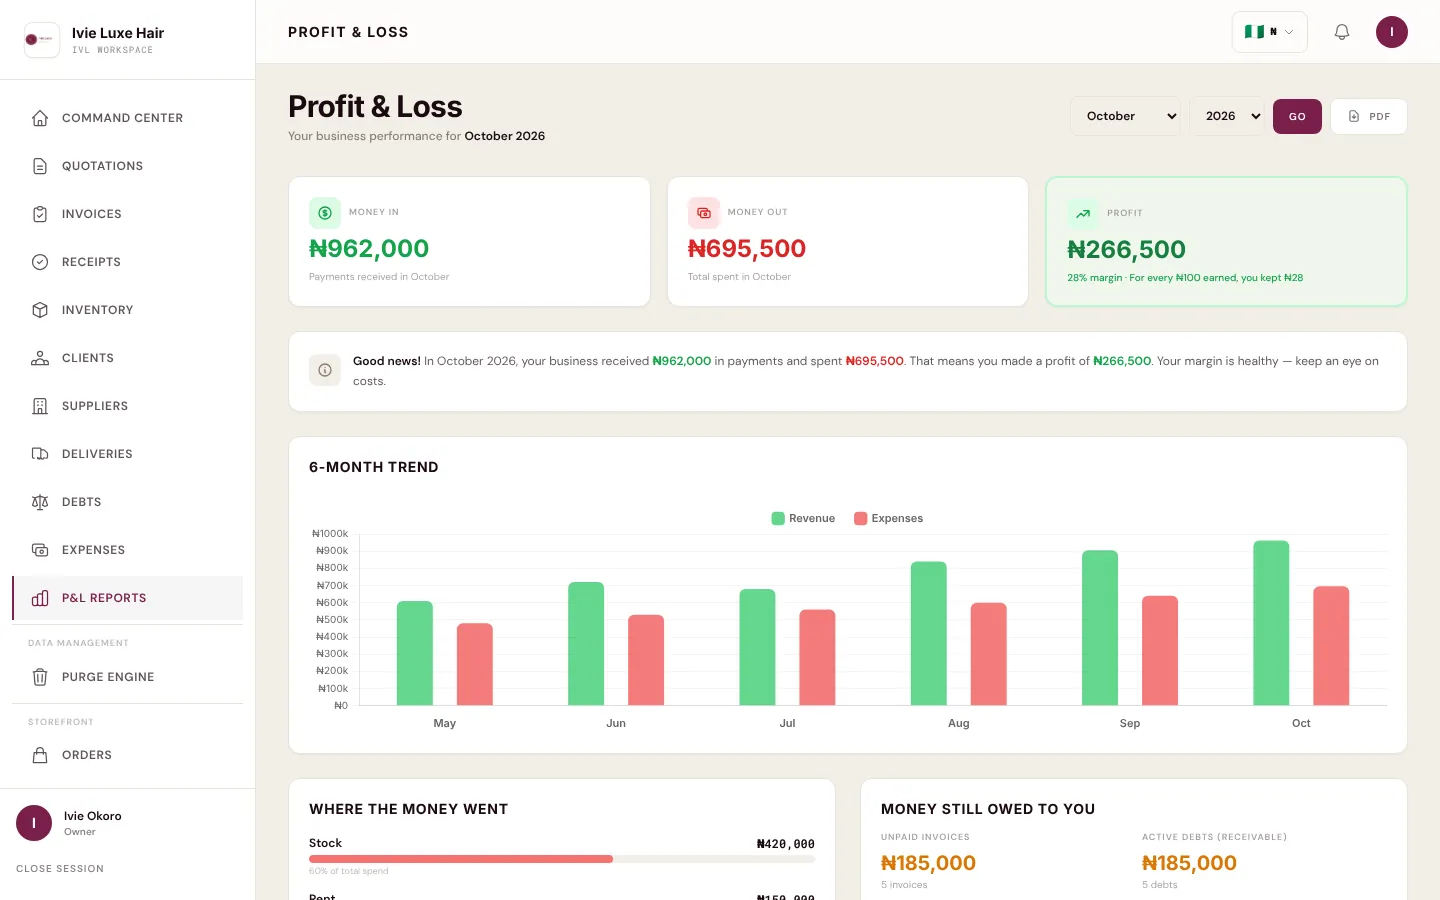 Ivie Luxe Hair
IVL WORKSPACE
COMMAND CENTER
QUOTATIONS
INVOICES
RECEIPTS
INVENTORY
CLIENTS
SUPPLIERS
DELIVERIES
DEBTS
EXPENSES
P&L REPORTS
DATA MANAGEMENT
PURGE ENGINE
STOREFRONT
ORDERS
I
Ivie Okoro
Owner
CLOSE SESSION
PROFIT & LOSS
₦
I
Profit & Loss
Your business performance for October 2026
October
2026
GO
PDF
MONEY IN
₦962,000
Payments received in October
MONEY OUT
₦695,500
Total spent in October
PROFIT
₦266,500
28% margin · For every ₦100 earned, you kept ₦28
Good news! In October 2026, your business received ₦962,000 in payments and spent ₦695,500. That means you made a profit of ₦266,500. Your margin is healthy — keep an eye on
costs.
6-MONTH TREND
Revenue
Expenses
₦1000k
₦900k
₦800k
₦700k
₦600k
₦500k
₦400k
₦300k
₦200k
₦100k
₦0
May
Jun
Jul
Aug
Sep
Oct
WHERE THE MONEY WENT
Stock
₦420,000
60% of total spend
Rent
₦150,000
MONEY STILL OWED TO YOU
UNPAID INVOICES
₦185,000
5 invoices
ACTIVE DEBTS (RECEIVABLE)
₦185,000
5 debts